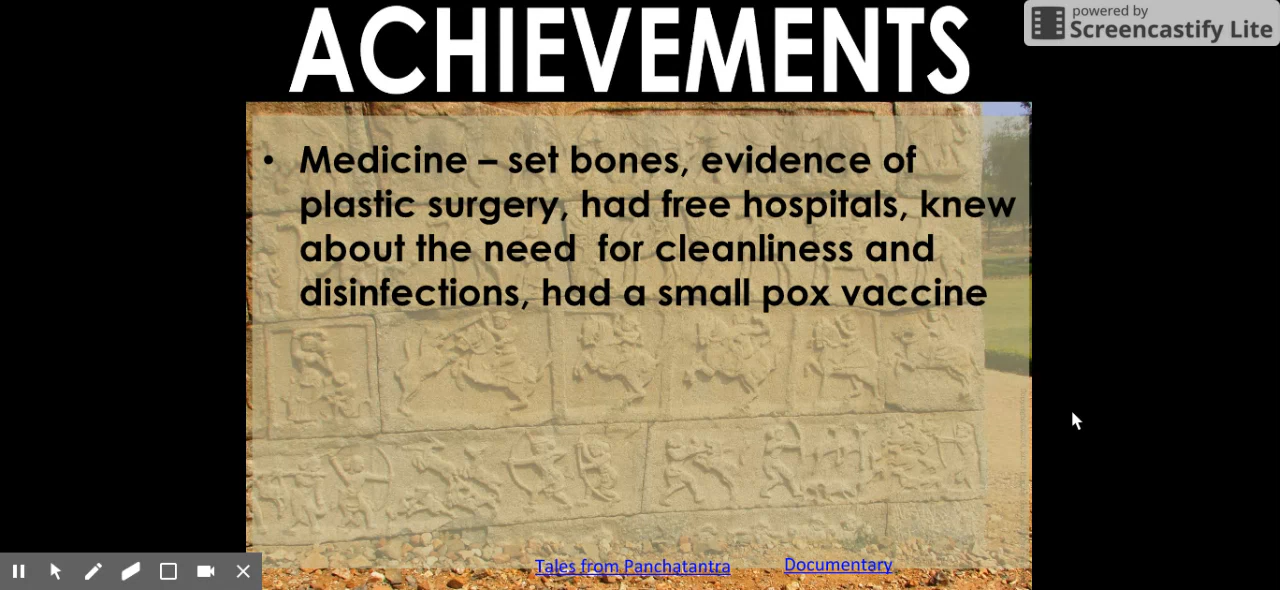 ACHIEVEMENTS
powered by
Screencastify Lite
• Medicine – set bones, evidence of
plastic surgery, had free hospitals, knew
about the need for cleanliness and
disinfections, had a small pox vaccine
Tales from Panchatantra
Documentary